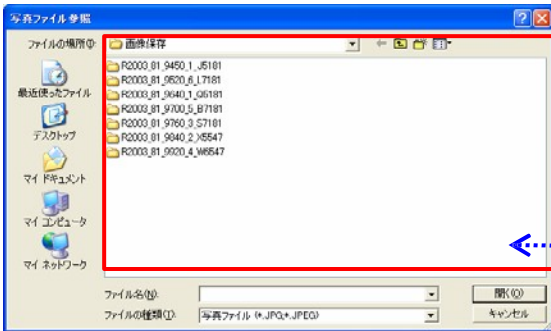 写真ファイル参照
ファイルの場所(I):
画像保存
最近使ったファイル
デスクトップ
マイ ドキュメント
マイ コンピュータ
マイ ネットワーク
R2003_81_9450_1_J5181
R2003_81_9520_6_L7181
R2003_81_9640_1_Q5181
R2003_81_9700_5_B7181
R2003_81_9760_3_S7181
R2003_81_9840_2_X5547
R2003_81_9920_4_W6547
ファイル名(N):
開く(O)
ファイルの種類(T):
写真ファイル (*.JPG,*.JPEG)
キャンセル